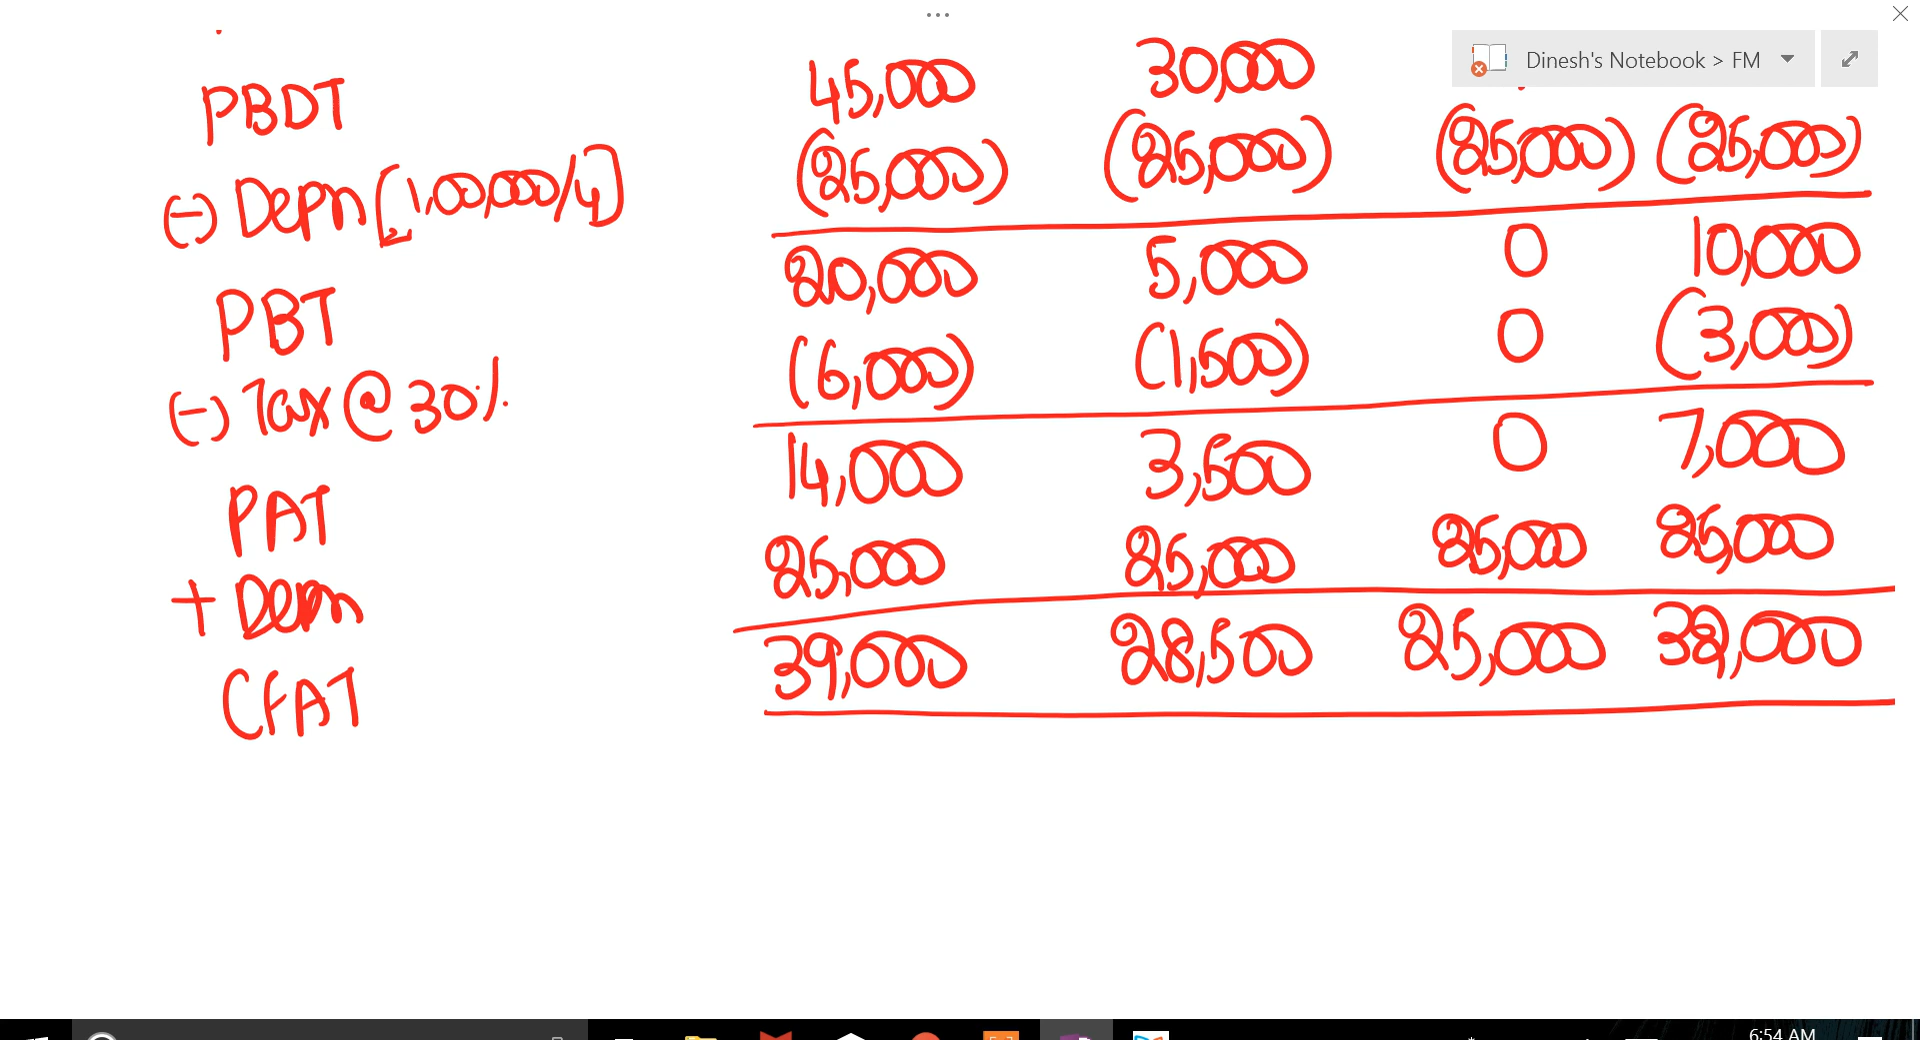 Dinesh's Notebook > FM
PBDT 45,000 30,000
(-) Depn [1,00,000/4] (25,000) (25,000) (25,000) (25,000)
PBT 20,000 5,000 0 10,000
(-) Tax @ 30% (6,000) (1,500) 0 (3,000)
PAT 14,000 3,500 0 7,000
+ Depn 25,000 25,000 25,000 25,000
CFAT 39,000 28,500 25,000 32,000
6:54 AM